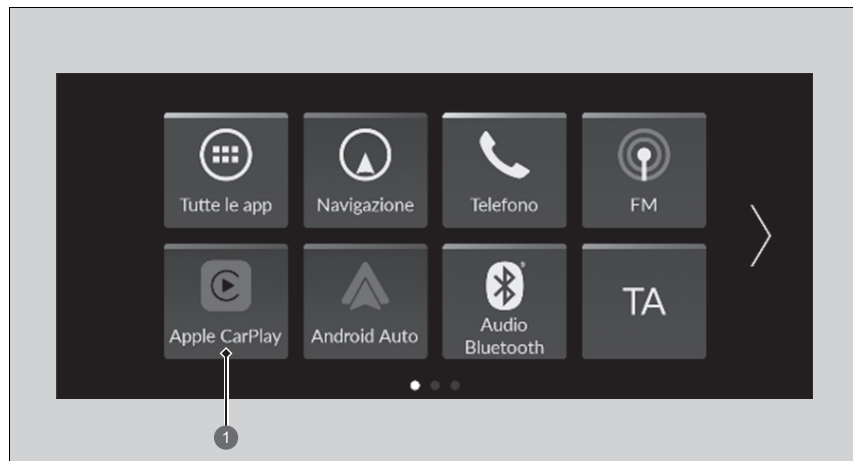 Tutte le app
Navigazione
Telefono
FM
Apple CarPlay
Android Auto
Audio
Bluetooth
TA
1